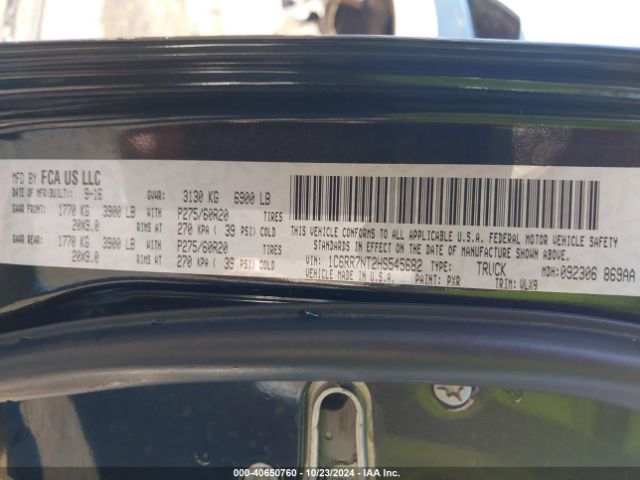 MFD BY FCA US LLC
DATE OF MFR(BUILT): 9-16 GVWR: 3130 KG 6900 LB
GAWR FRONT: 1770 KG 3900 LB WITH P275/60R20 TIRES
20X9.0 RIMS AT 270 KPA ( 39 PSI) COLD
GAWR REAR: 1770 KG 3900 LB WITH P275/60R20 TIRES
20X9.0 RIMS AT 270 KPA ( 39 PSI) COLD
THIS VEHICLE CONFORMS TO ALL APPLICABLE U.S.A. FEDERAL MOTOR VEHICLE SAFETY
STANDARDS IN EFFECT ON THE DATE OF MANUFACTURE SHOWN ABOVE.
VIN: 1C6RR7NT2HS545682 TYPE: TRUCK MDH:092306 869AA
MADE IN U.S.A. PAINT: PXR TRIM: VLX9
000-40650760 - 10/23/2024 - IAA Inc.